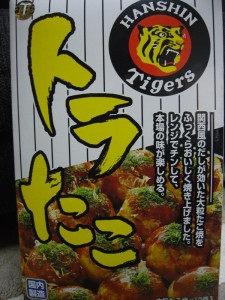 HANSHIN
Tigers
トラたこ
関西風のだしが効いた大粒たこ焼を
ふっくらおいしく焼き上げました。
レンジでチンして、
本場の味が楽しめる。
国内
製造